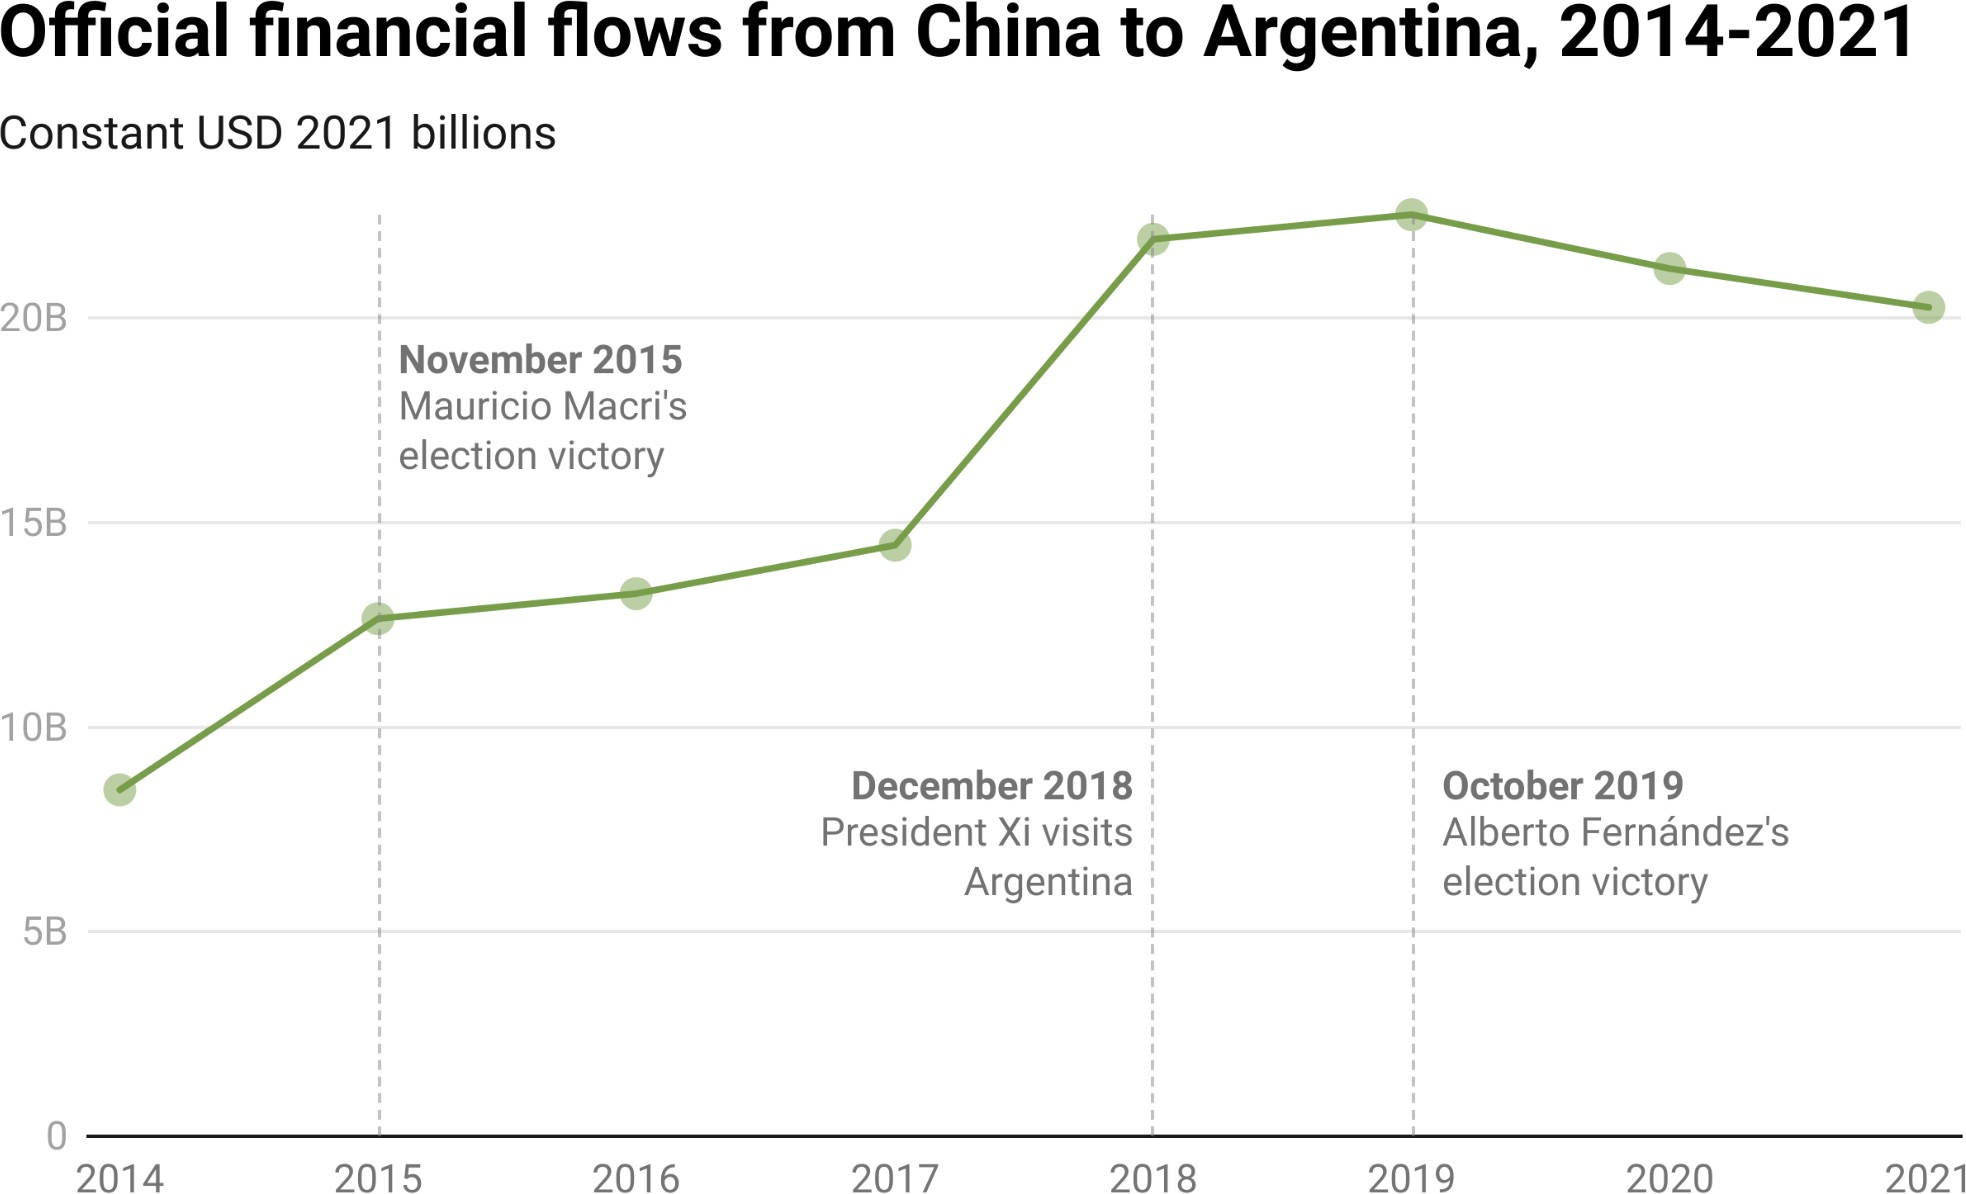 Official financial flows from China to Argentina, 2014-2021
Constant USD 2021 billions
20B
15B
10B
5B
0
November 2015
Mauricio Macri's
election victory
December 2018
President Xi visits
Argentina
October 2019
Alberto Fernández's
election victory
2014 2015 2016 2017 2018 2019 2020 2021